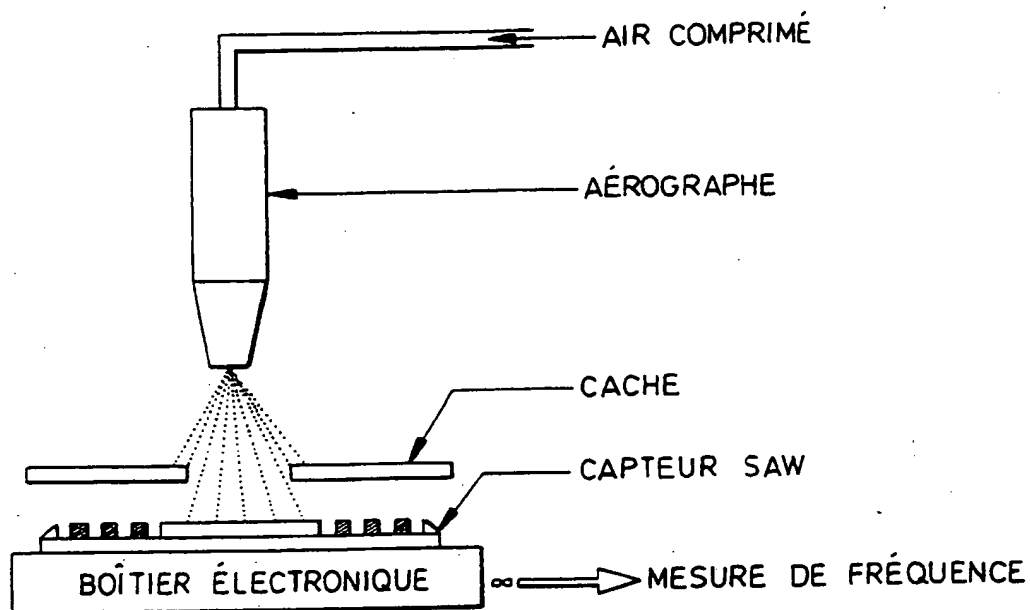 AIR COMPRIMÉ
AÉROGRAPHE
CACHE
CAPTEUR SAW
BOÎTIER ÉLECTRONIQUE
MESURE DE FRÉQUENCE